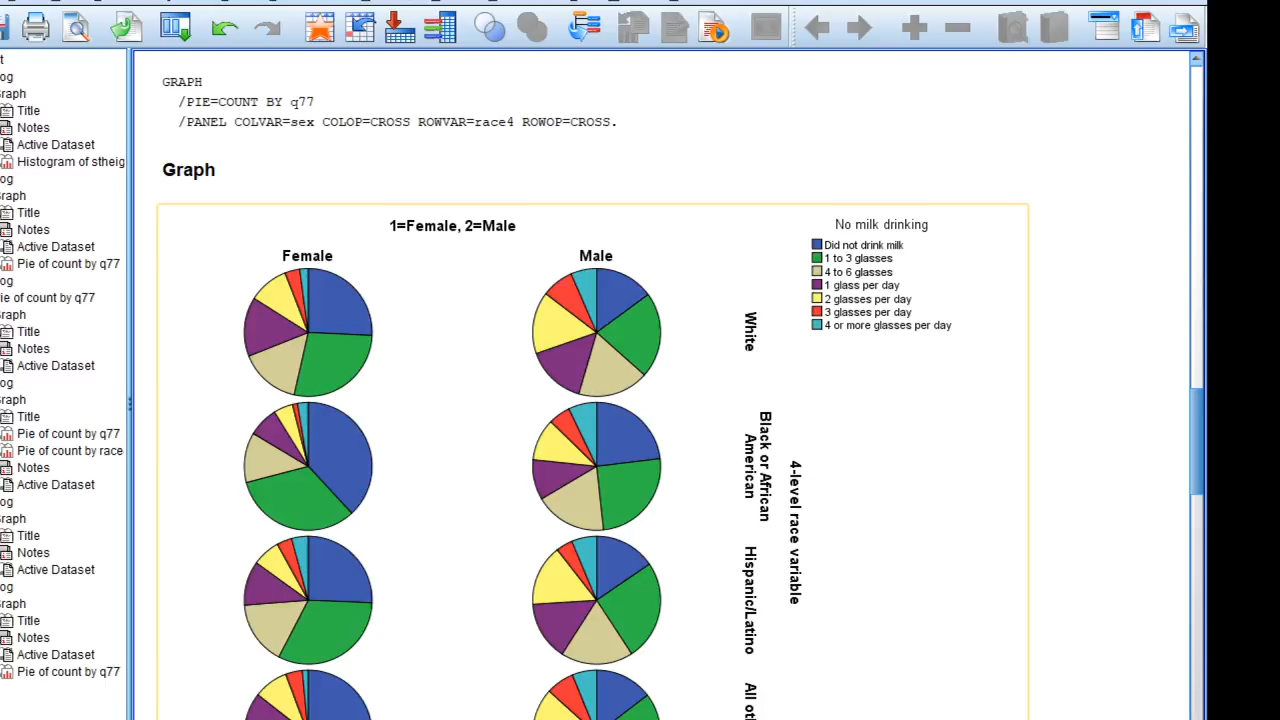 t
og
raph
Title
Notes
Active Dataset
Histogram of stheig
og
raph
Title
Notes
Active Dataset
Pie of count by q77
og
ie of count by q77
raph
Title
Notes
Active Dataset
og
raph
Title
Pie of count by q77
Pie of count by race
Notes
Active Dataset
og
raph
Title
Notes
Active Dataset
og
raph
Title
Notes
Active Dataset
Pie of count by q77
GRAPH
/PIE=COUNT BY q77
/PANEL COLVAR=sex COLOP=CROSS ROWVAR=race4 ROWOP=CROSS.
Graph
1=Female, 2=Male
Female
Male
White
Black or African
American
Hispanic/Latino
All ot
4-level race variable
No milk drinking
Did not drink milk
1 to 3 glasses
4 to 6 glasses
1 glass per day
2 glasses per day
3 glasses per day
4 or more glasses per day